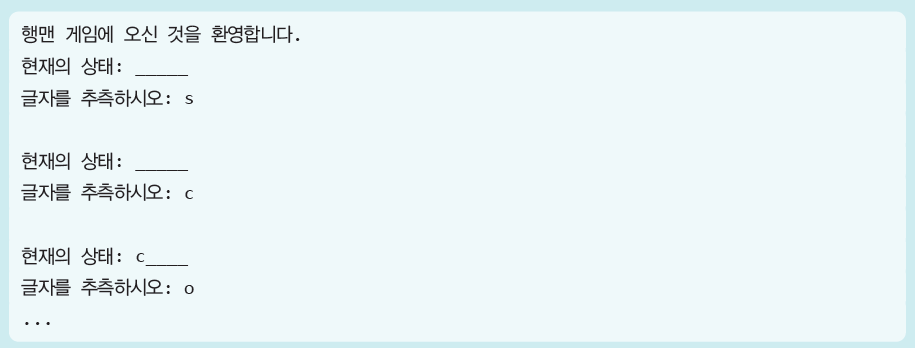 행맨 게임에 오신 것을 환영합니다.
현재의 상태: _____
글자를 추측하시오: s
현재의 상태: _____
글자를 추측하시오: c
현재의 상태: c____
글자를 추측하시오: o
...